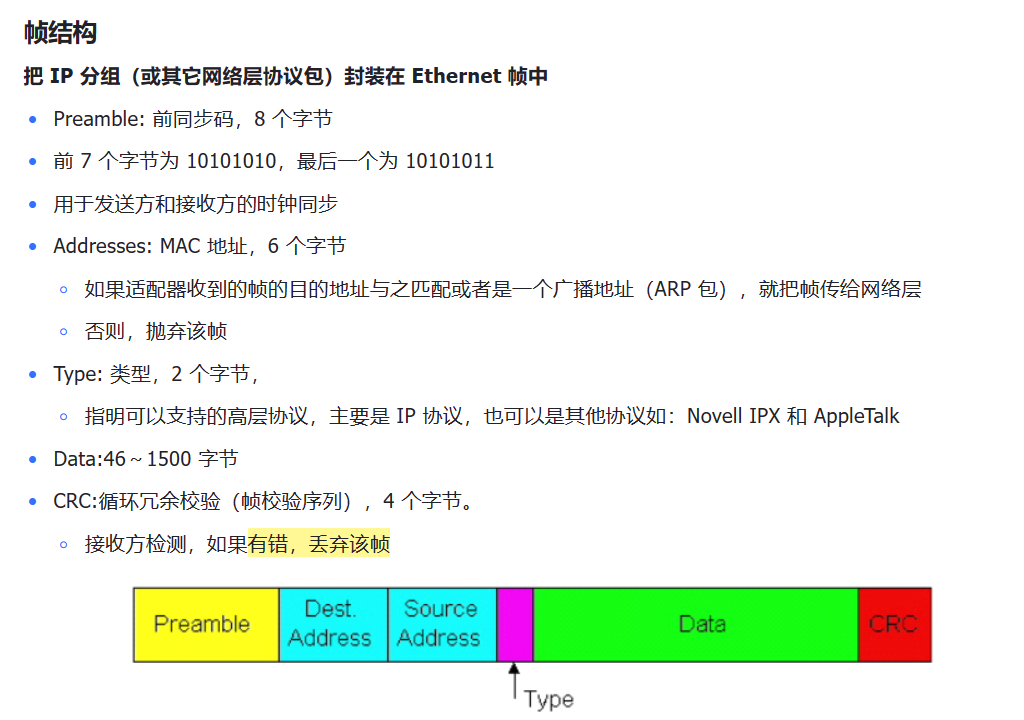 帧结构
把 IP 分组（或其它网络层协议包）封装在 Ethernet 帧中
Preamble: 前同步码，8 个字节
前 7 个字节为 10101010，最后一个为 10101011
用于发送方和接收方的时钟同步
Addresses: MAC 地址，6 个字节
如果适配器收到的帧的目的地址与之匹配或者是一个广播地址（ARP 包），就把帧传给网络层
否则，抛弃该帧
Type: 类型，2 个字节，
指明可以支持的高层协议，主要是 IP 协议，也可以是其他协议如：Novell IPX 和 AppleTalk
Data:46～1500 字节
CRC:循环冗余校验（帧校验序列），4 个字节。
接收方检测，如果有错，丢弃该帧
Preamble
Dest.
Address
Source
Address
Data
CRC
Type